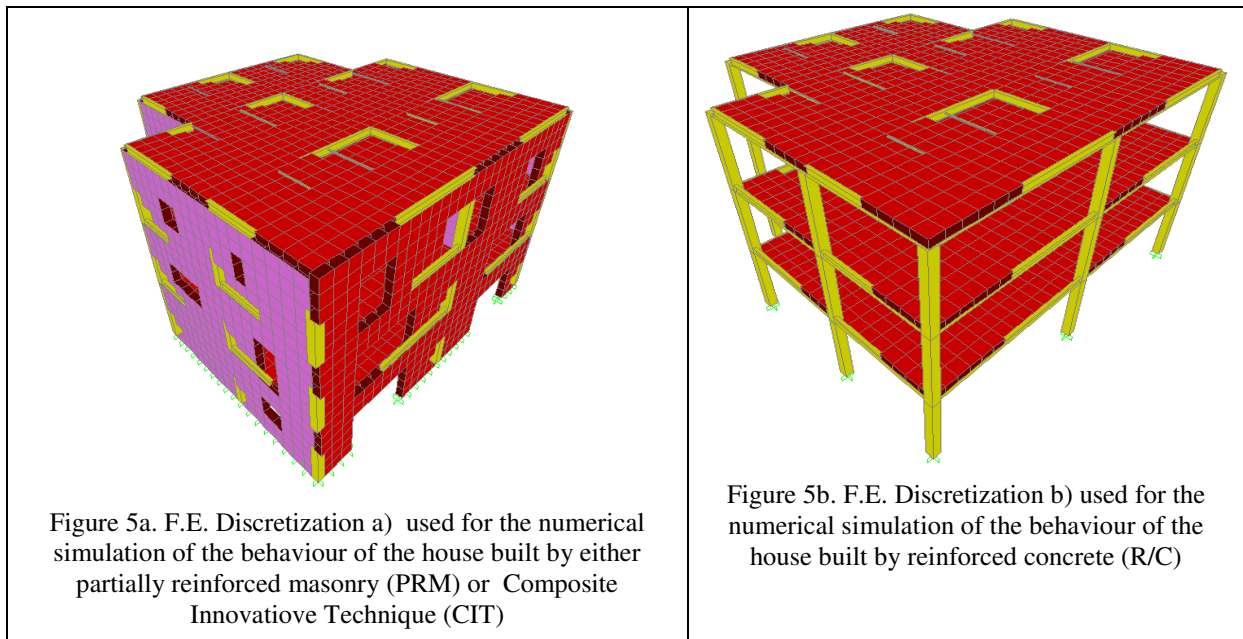 Figure 5a. F.E. Discretization a) used for the numerical
simulation of the behaviour of the house built by either
partially reinforced masonry (PRM) or Composite
Innovatiove Technique (CIT)
Figure 5b. F.E. Discretization b) used for the
numerical simulation of the behaviour of the
house built by reinforced concrete (R/C)